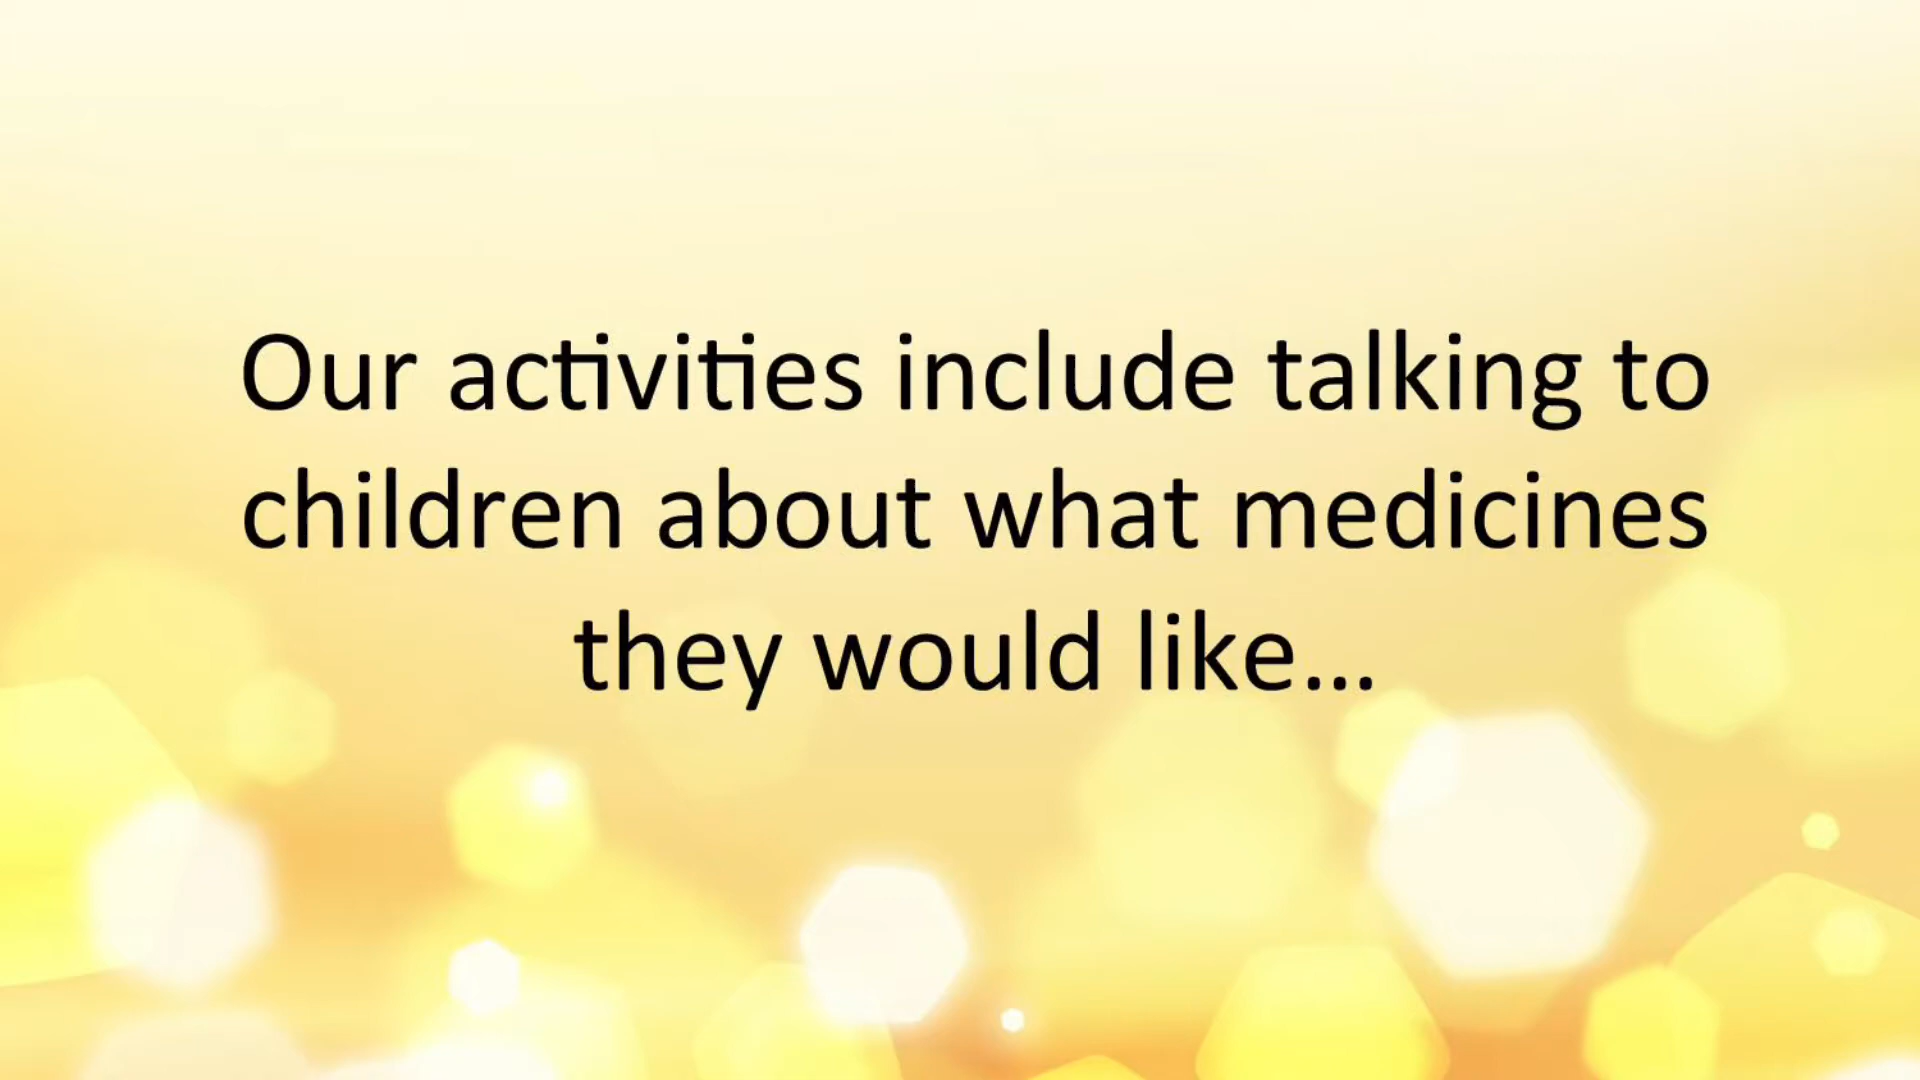 Our activities include talking to
children about what medicines
they would like...